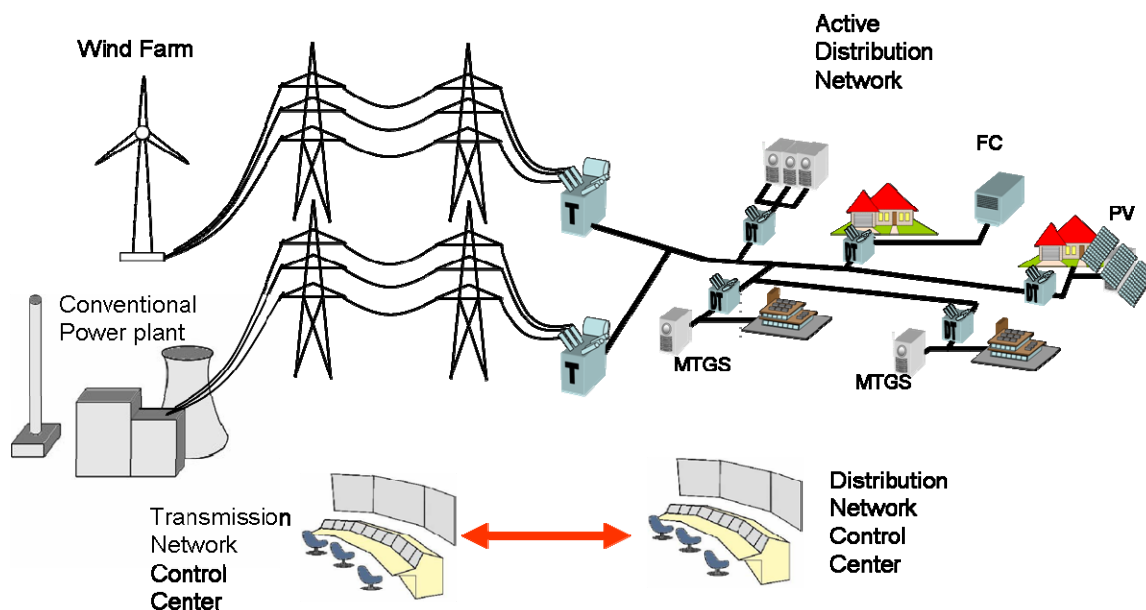 Wind Farm
Active
Distribution
Network
FC
PV
T
DT
DT
DT
DT
DT
MTGS
MTGS
T
Conventional
Power plant
Transmission
Network
Control
Center
Distribution
Network
Control
Center